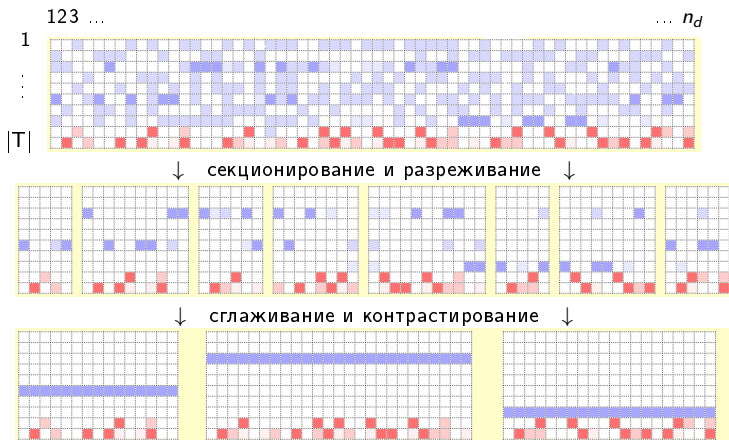 123 ... ... n_d
1
⋮
|T|
↓ секционирование и разреживание ↓
↓ сглаживание и контрастирование ↓